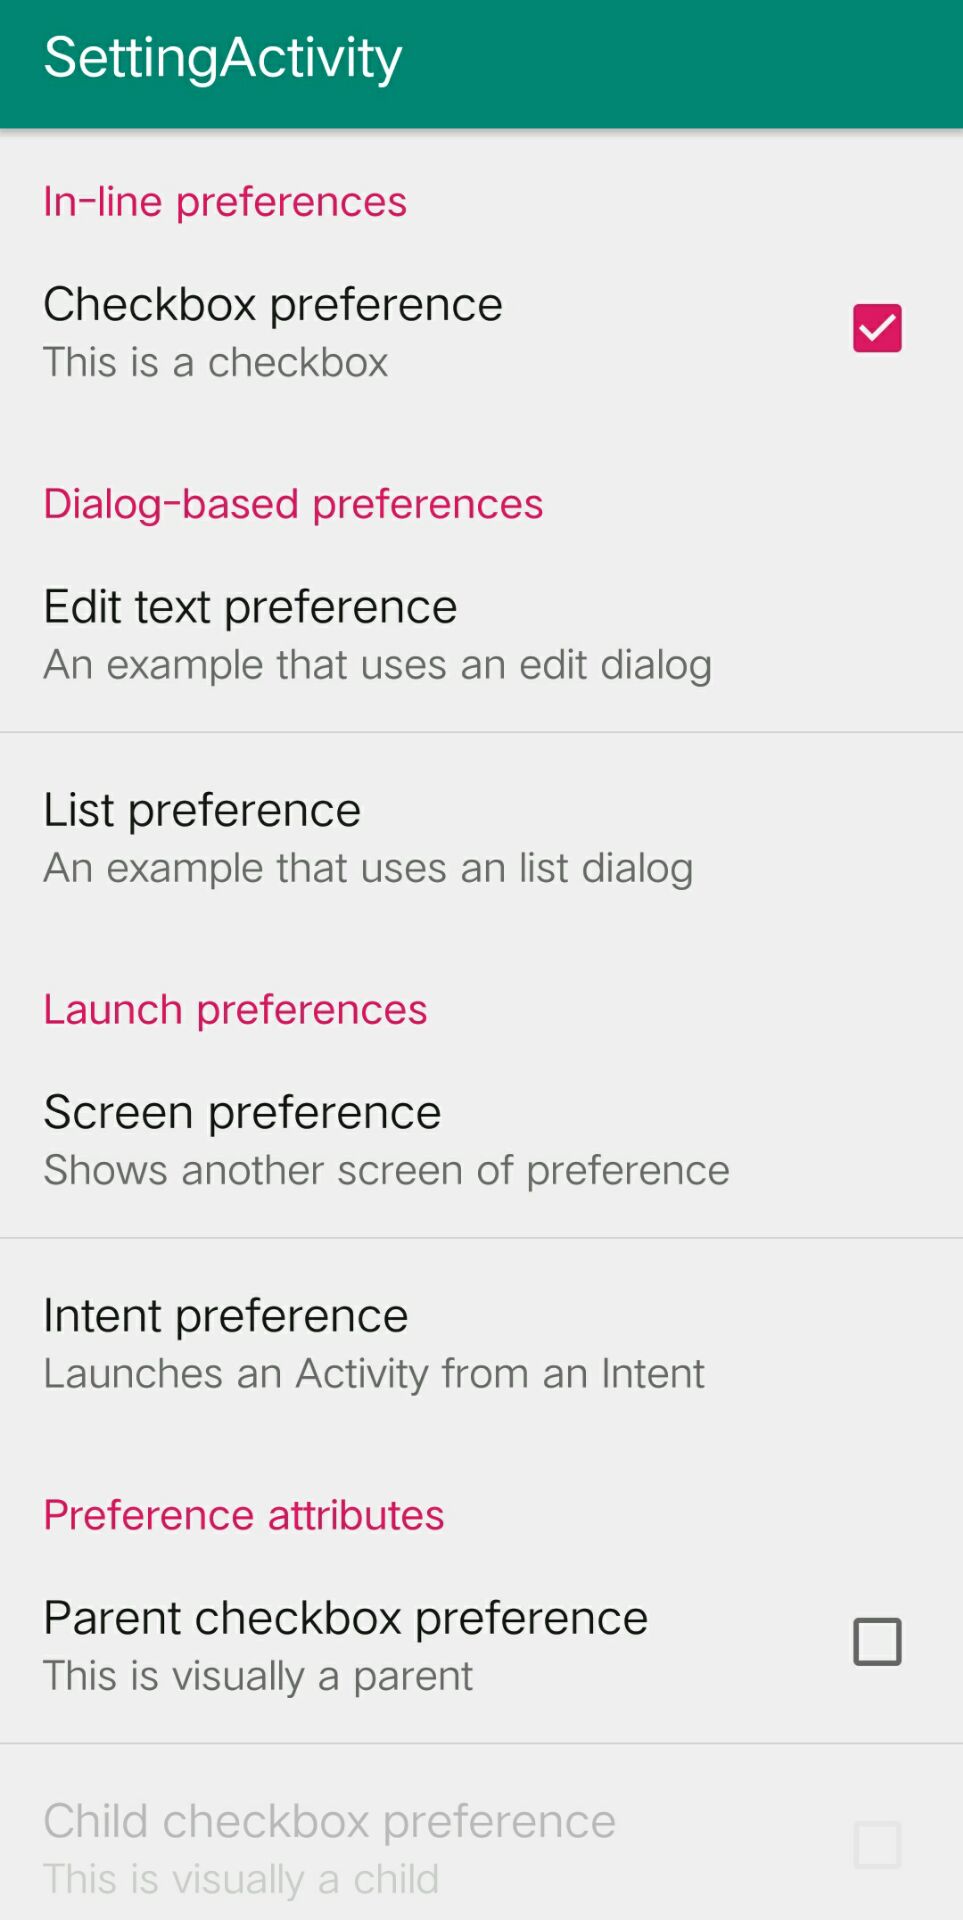 SettingActivity
In-line preferences
Checkbox preference
This is a checkbox
Dialog-based preferences
Edit text preference
An example that uses an edit dialog
List preference
An example that uses an list dialog
Launch preferences
Screen preference
Shows another screen of preference
Intent preference
Launches an Activity from an Intent
Preference attributes
Parent checkbox preference
This is visually a parent
Child checkbox preference
This is visually a child